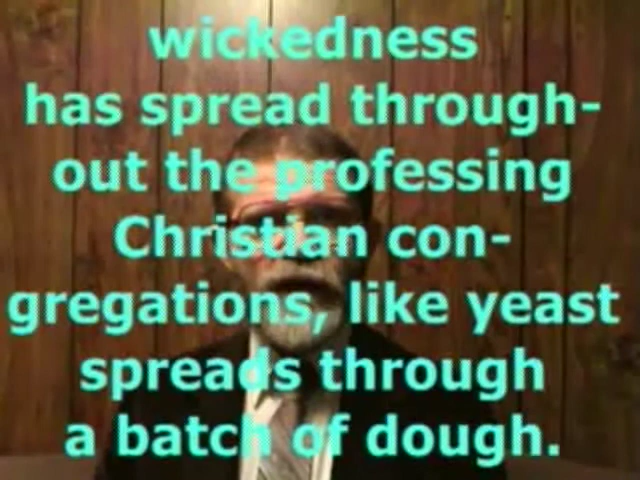 wickedness
has spread through-
out the professing
Christian con-
gregations, like yeast
spreads through
a batch of dough.